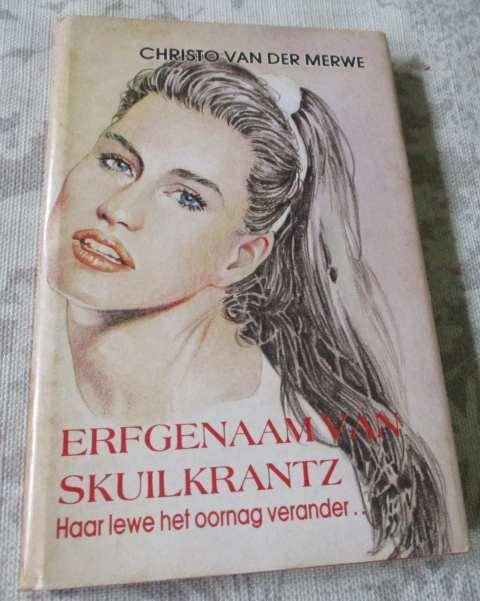 CHRISTO VAN DER MERWE
ERFGENAAM VAN
SKUILKRANTZ
Haar lewe het oornag verander . .